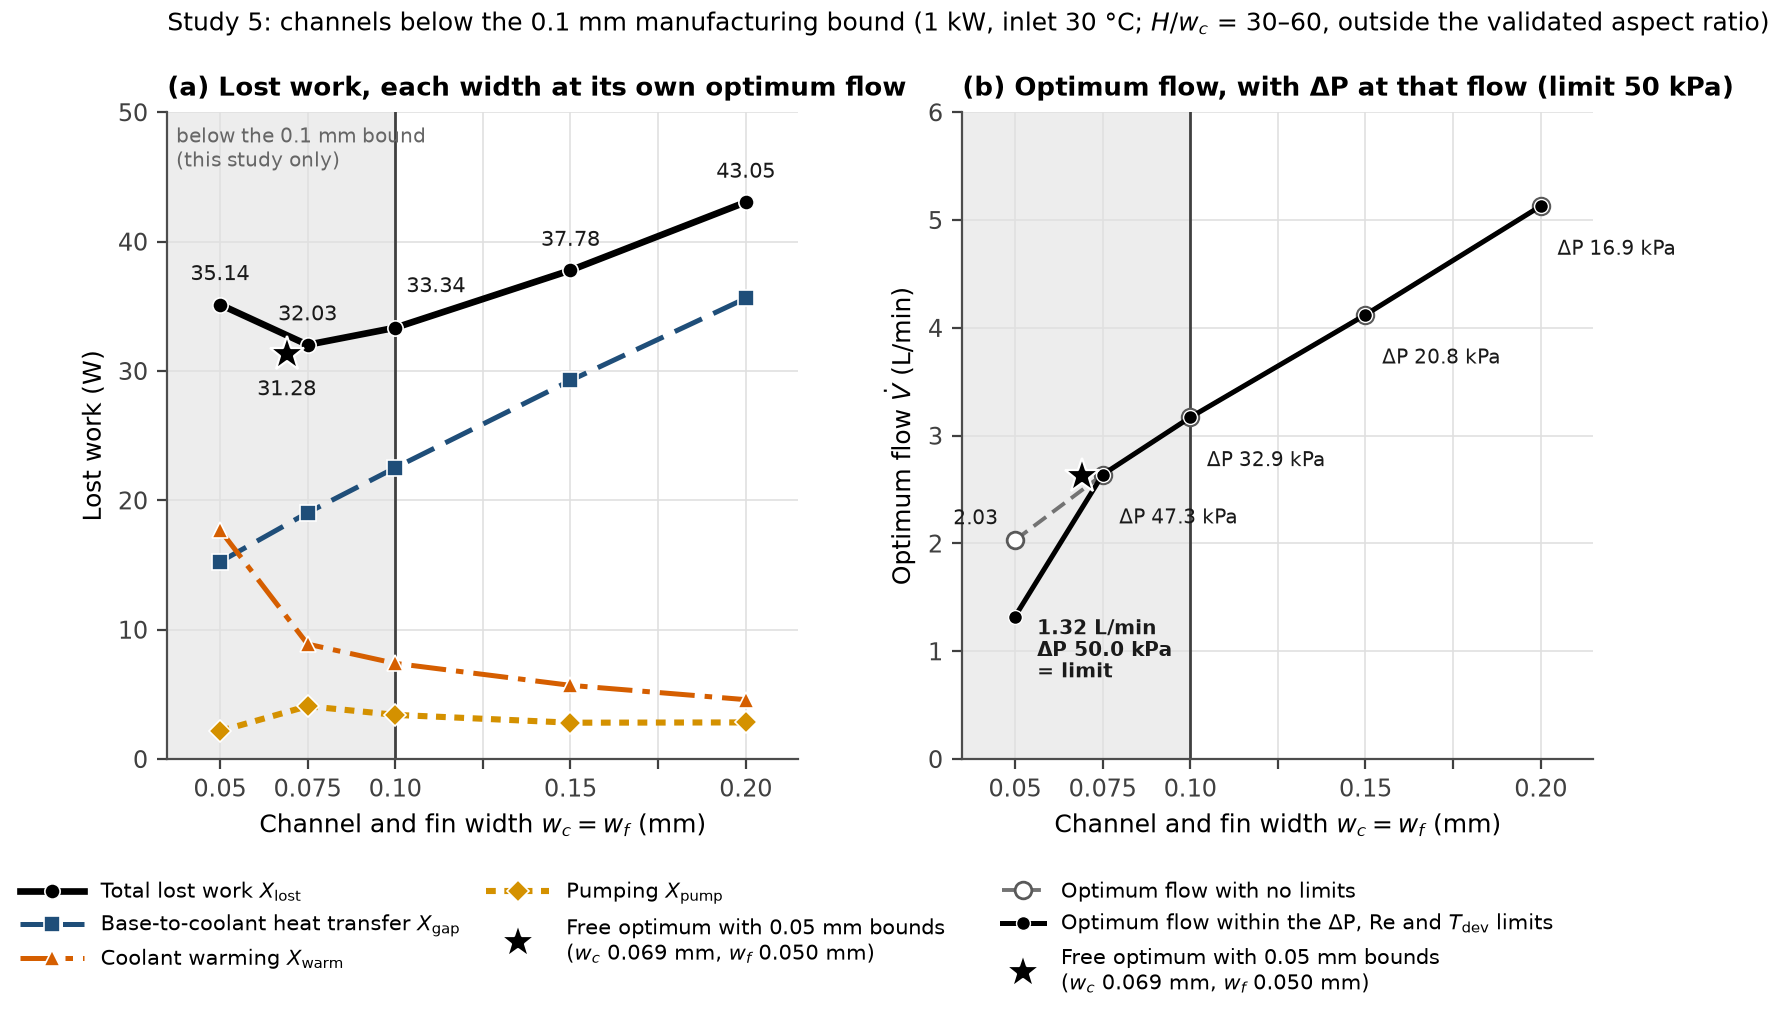 Study 5: channels below the 0.1 mm manufacturing bound (1 kW, inlet 30 °C; H/w_c = 30–60, outside the validated aspect ratio)
(a) Lost work, each width at its own optimum flow
50
40
30
20
10
0
Lost work (W)
below the 0.1 mm bound
(this study only)
35.14
32.03
31.28
33.34
37.78
43.05
0.05
0.075
0.10
0.15
0.20
Channel and fin width w_c = w_f (mm)
(b) Optimum flow, with ΔP at that flow (limit 50 kPa)
6
5
4
3
2
1
0
Optimum flow V̇ (L/min)
2.03
1.32 L/min
ΔP 50.0 kPa
= limit
ΔP 47.3 kPa
ΔP 32.9 kPa
ΔP 20.8 kPa
ΔP 16.9 kPa
0.05
0.075
0.10
0.15
0.20
Channel and fin width w_c = w_f (mm)
Total lost work X_lost
Base-to-coolant heat transfer X_gap
Coolant warming X_warm
Pumping X_pump
Free optimum with 0.05 mm bounds
(w_c 0.069 mm, w_f 0.050 mm)
Optimum flow with no limits
Optimum flow within the ΔP, Re and T_dev limits
Free optimum with 0.05 mm bounds
(w_c 0.069 mm, w_f 0.050 mm)